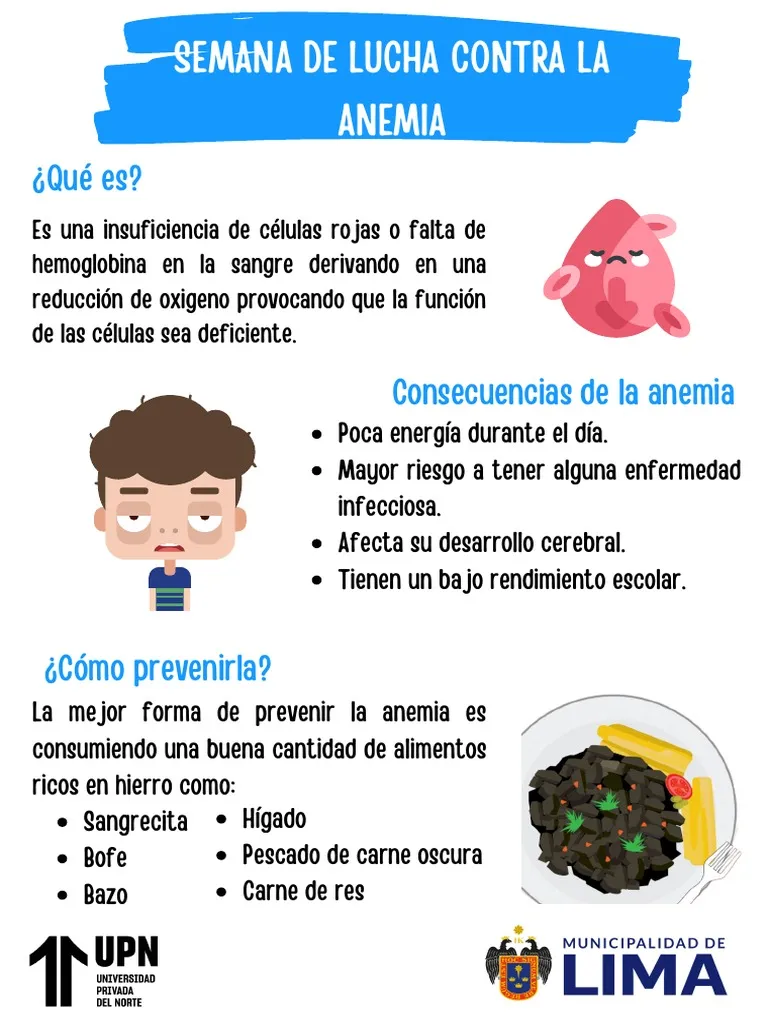 SEMANA DE LUCHA CONTRA LA
ANEMIA
¿Qué es?
Es una insuficiencia de células rojas o falta de
hemoglobina en la sangre derivando en una
reducción de oxigeno provocando que la función
de las células sea deficiente.
Consecuencias de la anemia
• Poca energía durante el día.
• Mayor riesgo a tener alguna enfermedad
infecciosa.
• Afecta su desarrollo cerebral.
• Tienen un bajo rendimiento escolar.
¿Cómo prevenirla?
La mejor forma de prevenir la anemia es
consumiendo una buena cantidad de alimentos
ricos en hierro como:
• Sangrecita
• Bofe
• Bazo
• Hígado
• Pescado de carne oscura
• Carne de res
UPN
UNIVERSIDAD
PRIVADA
DEL NORTE
MUNICIPALIDAD DE
LIMA